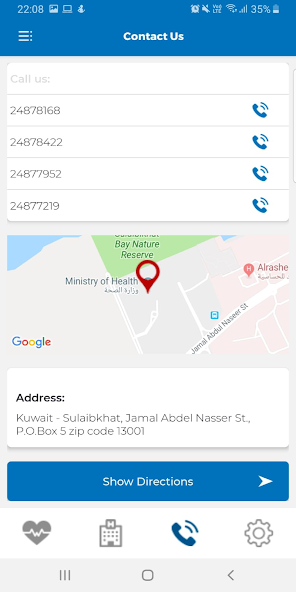 22:08
35%
Contact Us
Call us:
24878168
24878422
24877952
24877219
Sulaibikhat
Bay Nature
Reserve
Ministry of Health
وزارة الصحة
Alrashe
Jamal Abdul Nasser St
Google
Address:
Kuwait - Sulaibkhat, Jamal Abdel Nasser St.,
P.O.Box 5 zip code 13001
Show Directions